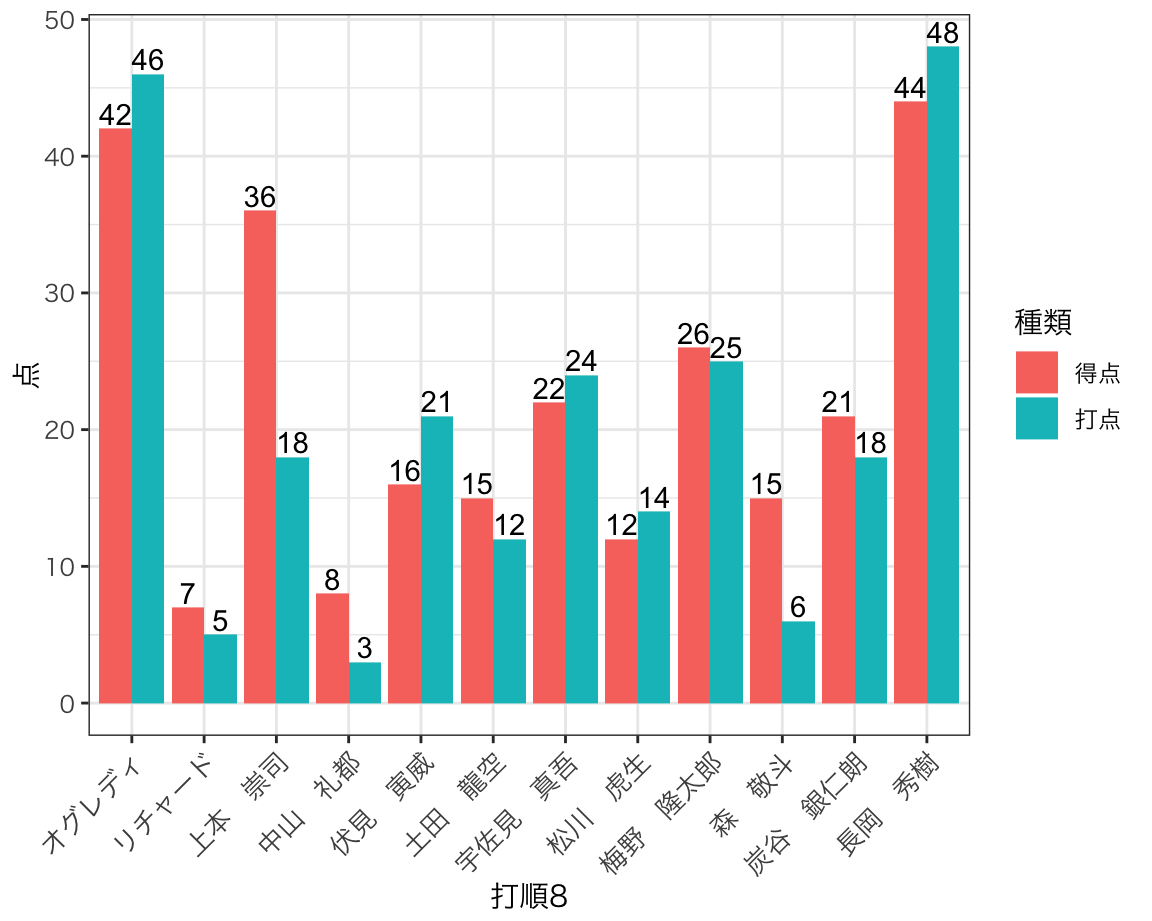 50
40
30
20
10
0
点
42
46
7
5
36
18
8
3
16
21
15
12
22
24
12
14
26
25
15
6
21
18
44
48
オグレディ
リチャード
上本　崇司
中山　礼都
伏見　寅威
土田　龍空
宇佐見　真吾
松川　虎生
梅野　隆太郎
森　敬斗
炭谷　銀仁朗
長岡　秀樹
打順8
種類
得点
打点